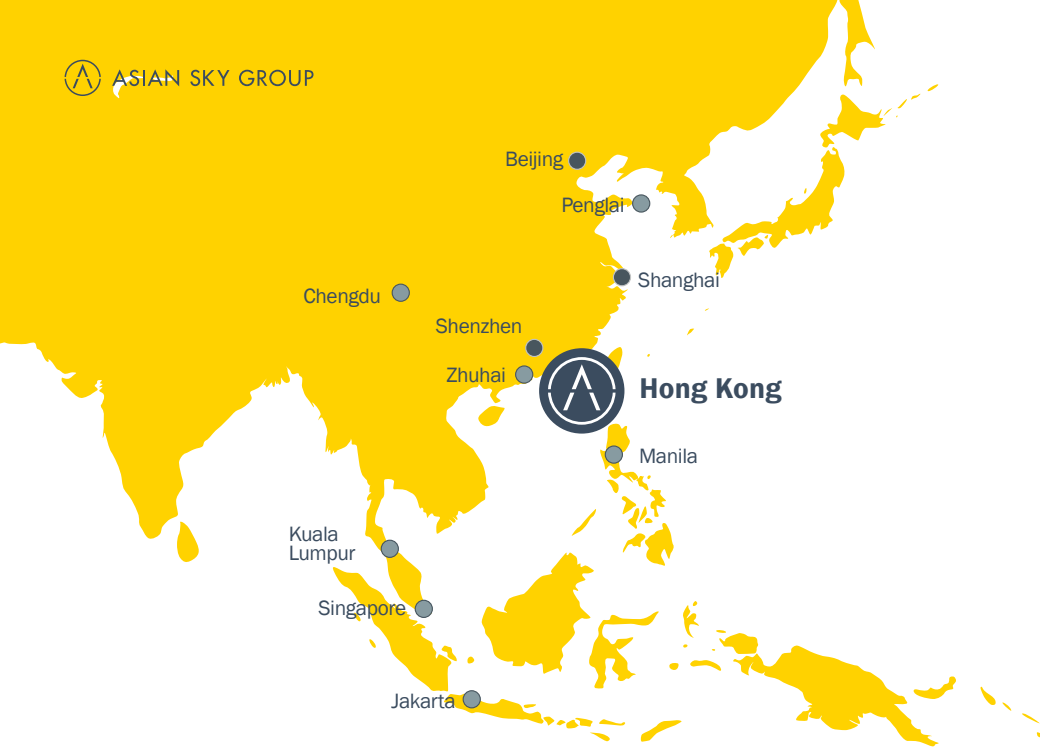 ASIAN SKY GROUP
Beijing
Penglai
Shanghai
Chengdu
Shenzhen
Zhuhai
Hong Kong
Manila
Kuala
Lumpur
Singapore
Jakarta